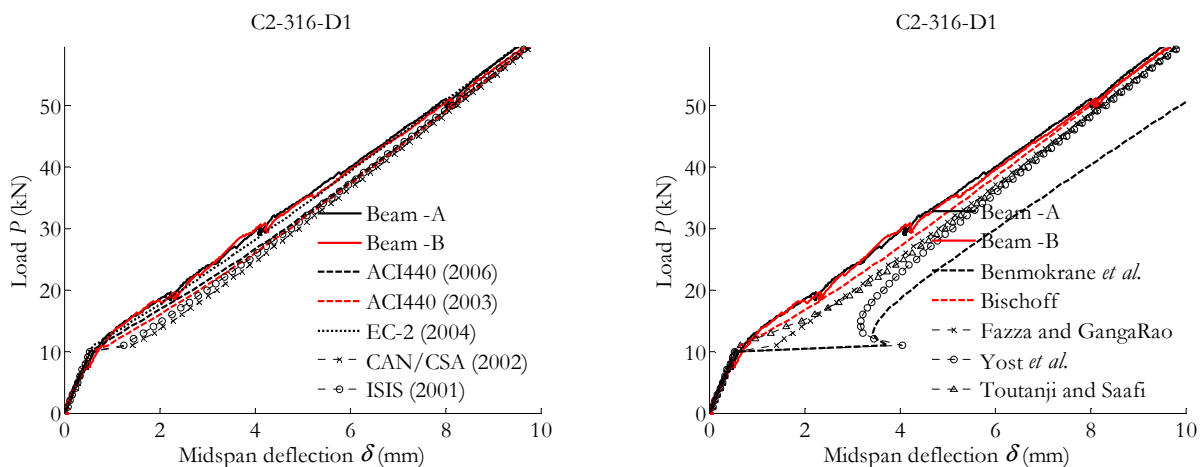 C2-316-D1
50
40
30
20
10
0
Load P (kN)
Beam -A
Beam -B
ACI440 (2006)
ACI440 (2003)
EC-2 (2004)
CAN/CSA (2002)
ISIS (2001)
0 2 4 6 8 10
Midspan deflection δ (mm)
C2-316-D1
50
40
30
20
10
0
Load P (kN)
Beam -A
Beam -B
Benmokrane et al.
Bischoff
Fazza and GangaRao
Yost et al.
Toutanji and Saafi
0 2 4 6 8 10
Midspan deflection δ (mm)